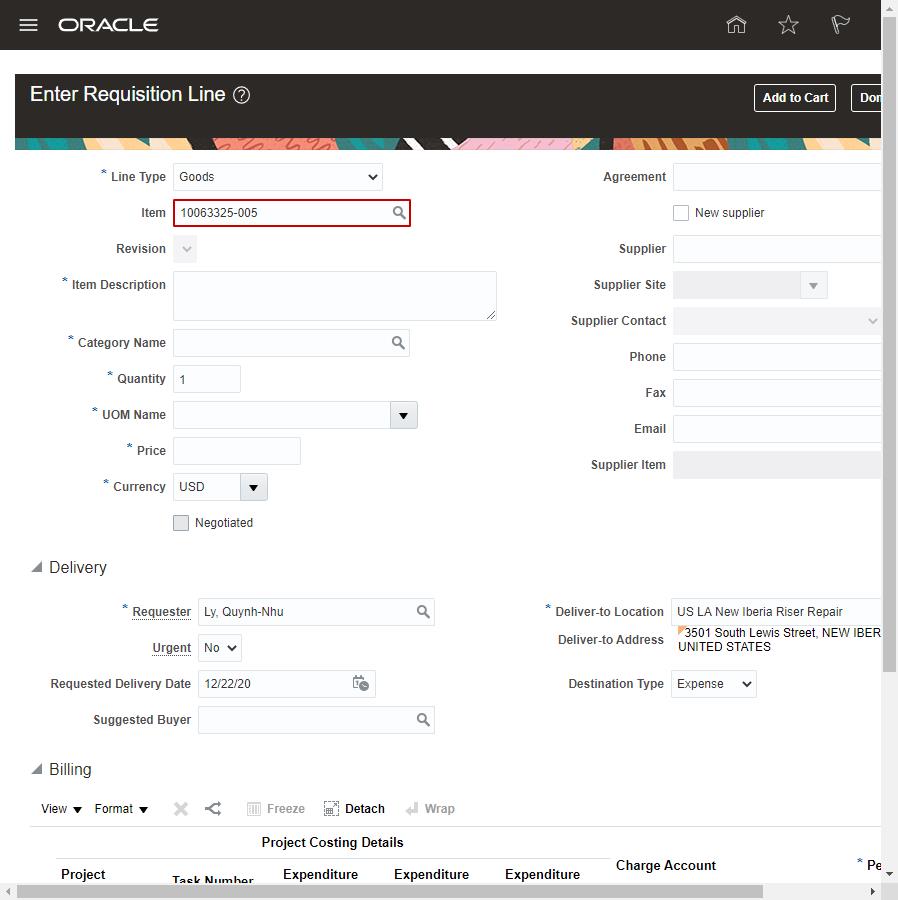 ORACLE
Enter Requisition Line
Add to Cart
* Line Type Goods
Item 10063325-005
Revision
* Item Description
* Category Name
* Quantity 1
* UOM Name
* Price
* Currency USD
Negotiated
Agreement
New supplier
Supplier
Supplier Site
Supplier Contact
Phone
Fax
Email
Supplier Item
Delivery
* Requester Ly, Quynh-Nhu
Urgent No
Requested Delivery Date 12/22/20
Suggested Buyer
* Deliver-to Location US LA New Iberia Riser Repair
Deliver-to Address 3501 South Lewis Street, NEW IBER
UNITED STATES
Destination Type Expense
Billing
View Format Freeze Detach Wrap
Project Costing Details
Project Task Number Expenditure Expenditure Expenditure Charge Account * Pe